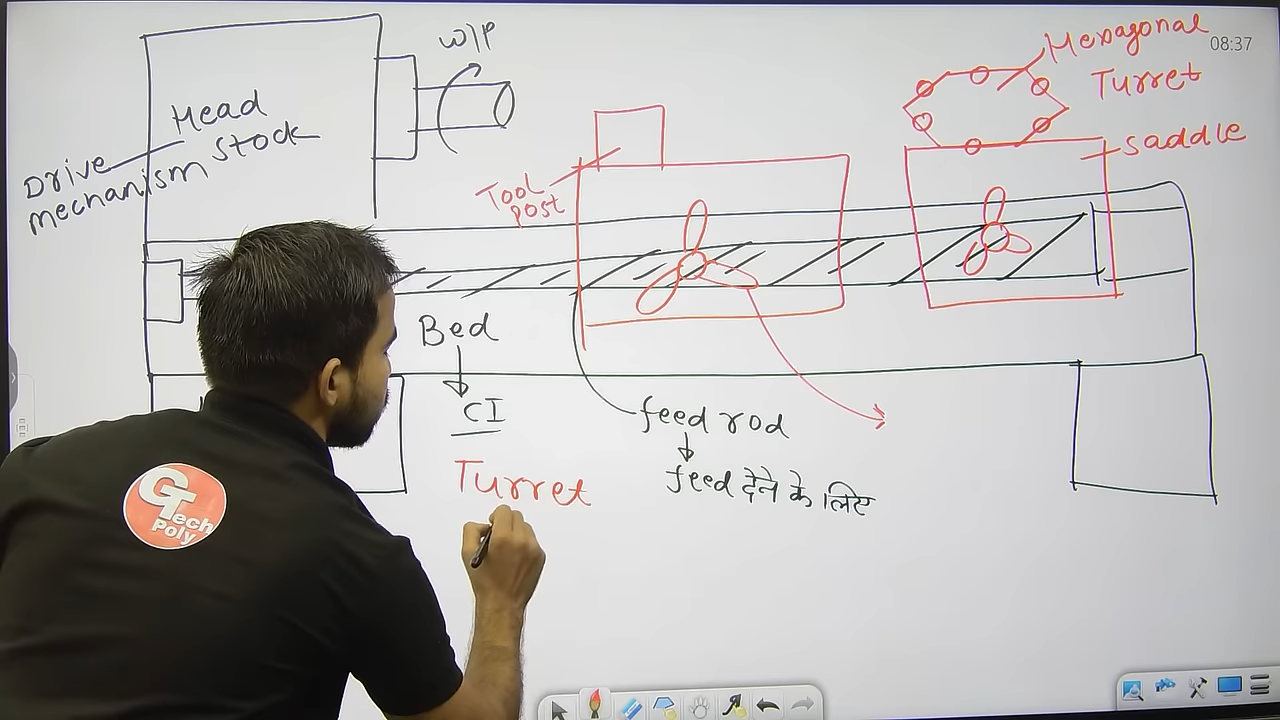 W/P
Hexagonal
Turret
08:37
Head
Stock
Drive
mechanism
Saddle
Tool
post
Bed
CI
feed rod
feed देने के लिए
Turret
GTech
Poly